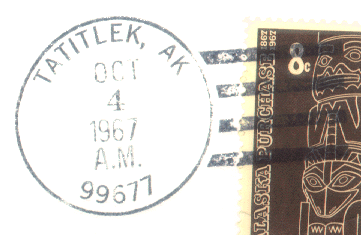 TATITLEK, AK
OCT
4
1967
A.M.
99677
1867
1967
8c
ALASKA PURCHASE